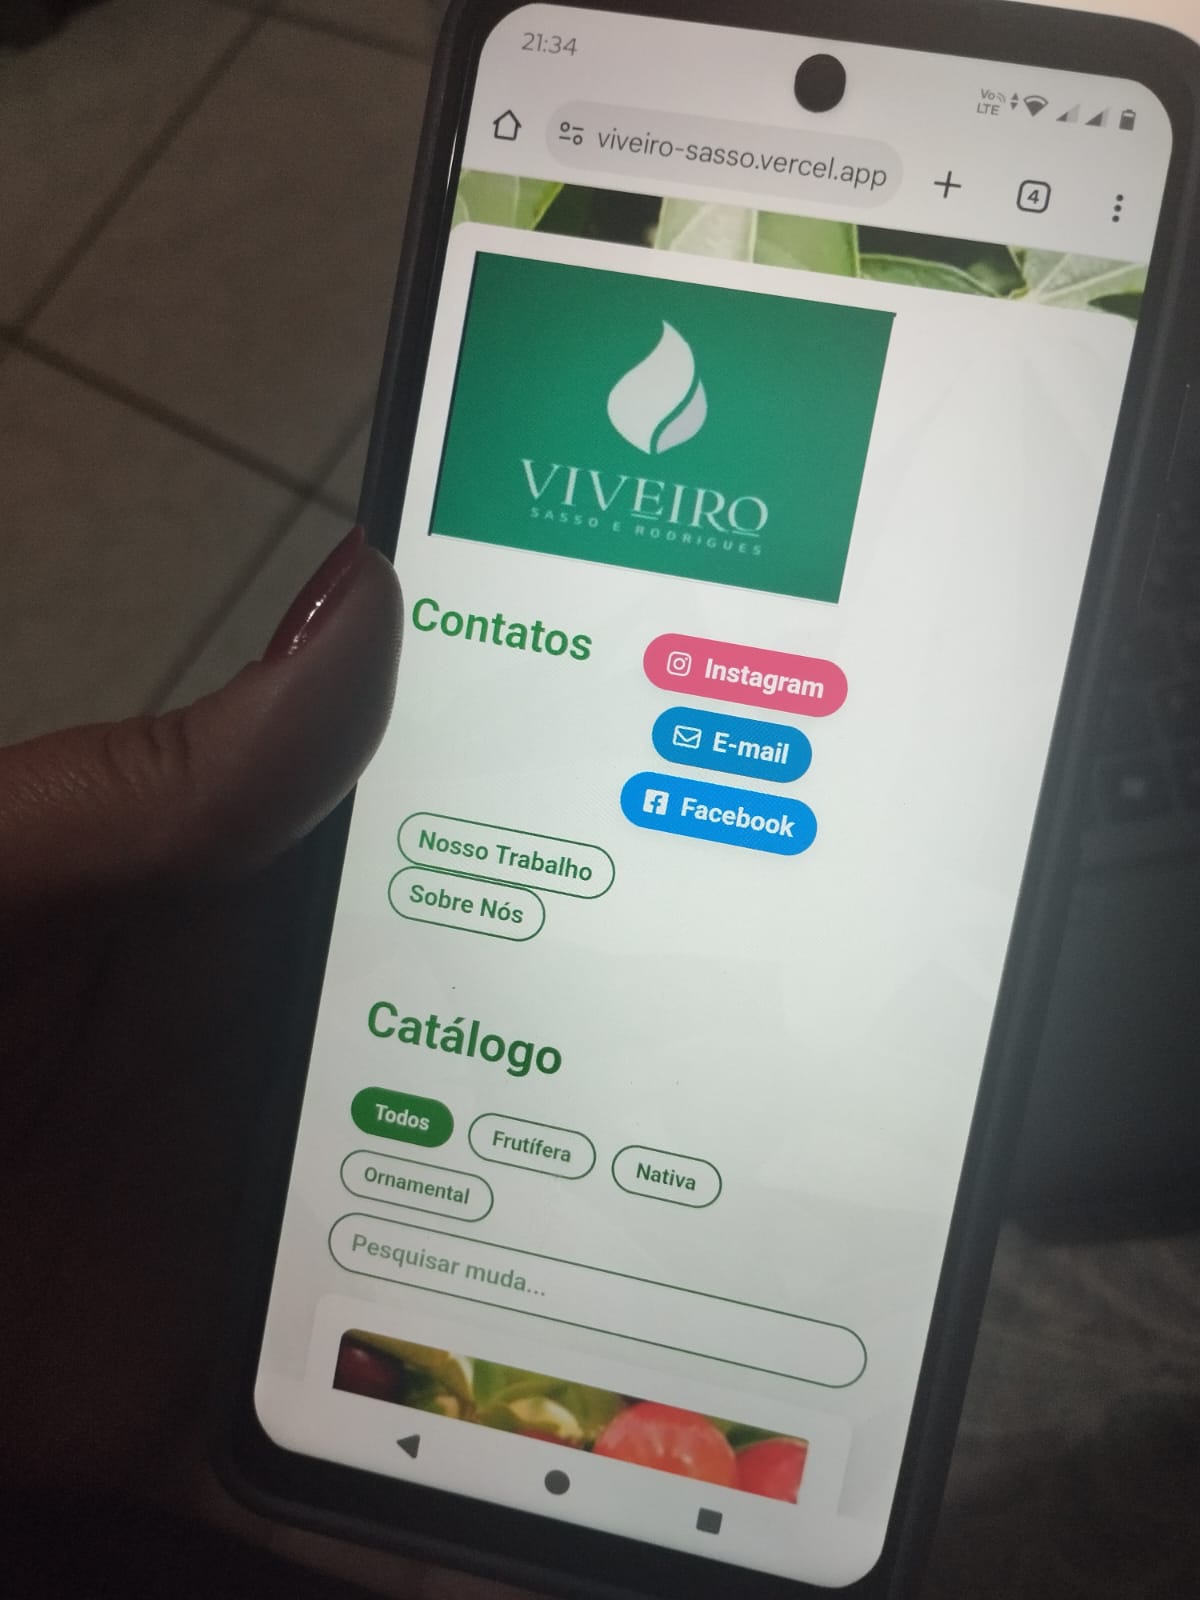 21:34
Vo
LTE
viveiro-sasso.vercel.app
4
VIVEIRO
SASSO E RODRIGUES
Contatos
Instagram
E-mail
Facebook
Nosso Trabalho
Sobre Nós
Catálogo
Todos
Frutífera
Nativa
Ornamental
Pesquisar muda...